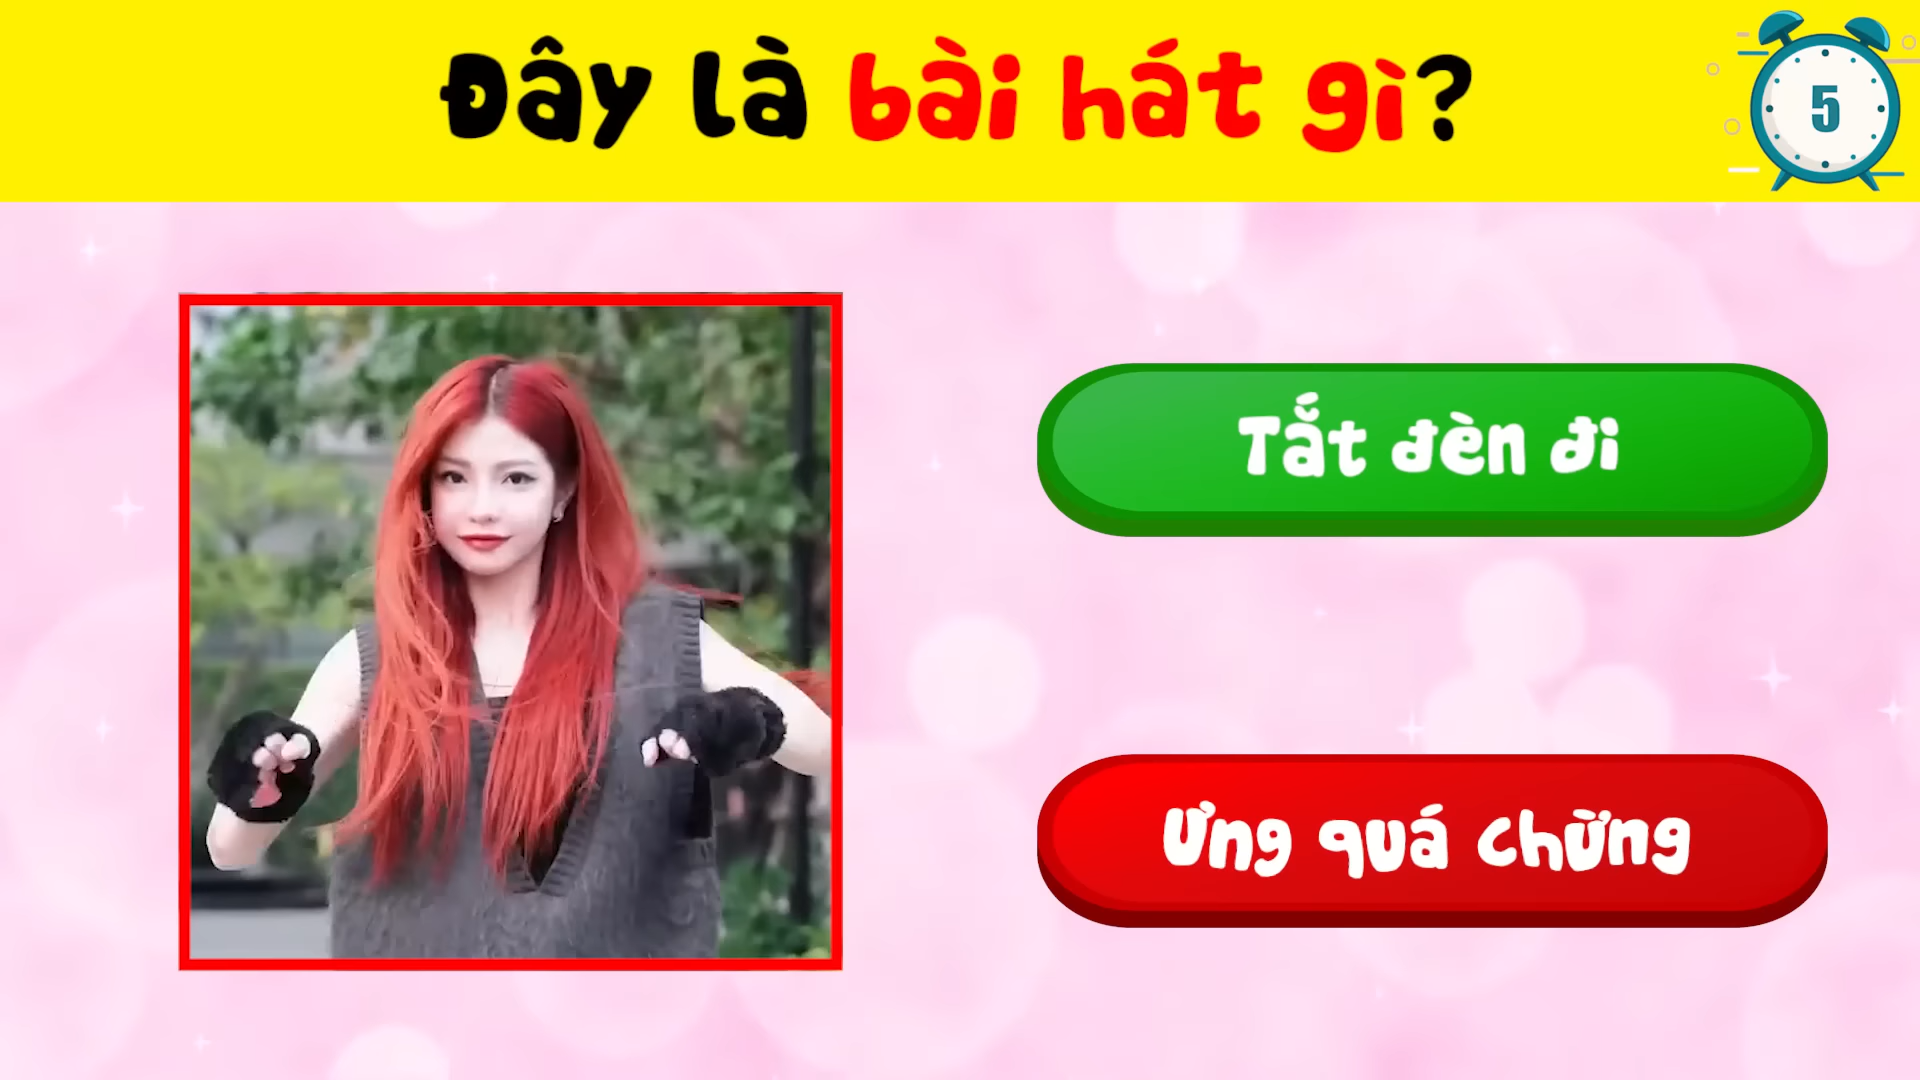 Đây là bài hát gì?
5
Tắt đèn đi
Ưng quá chừng